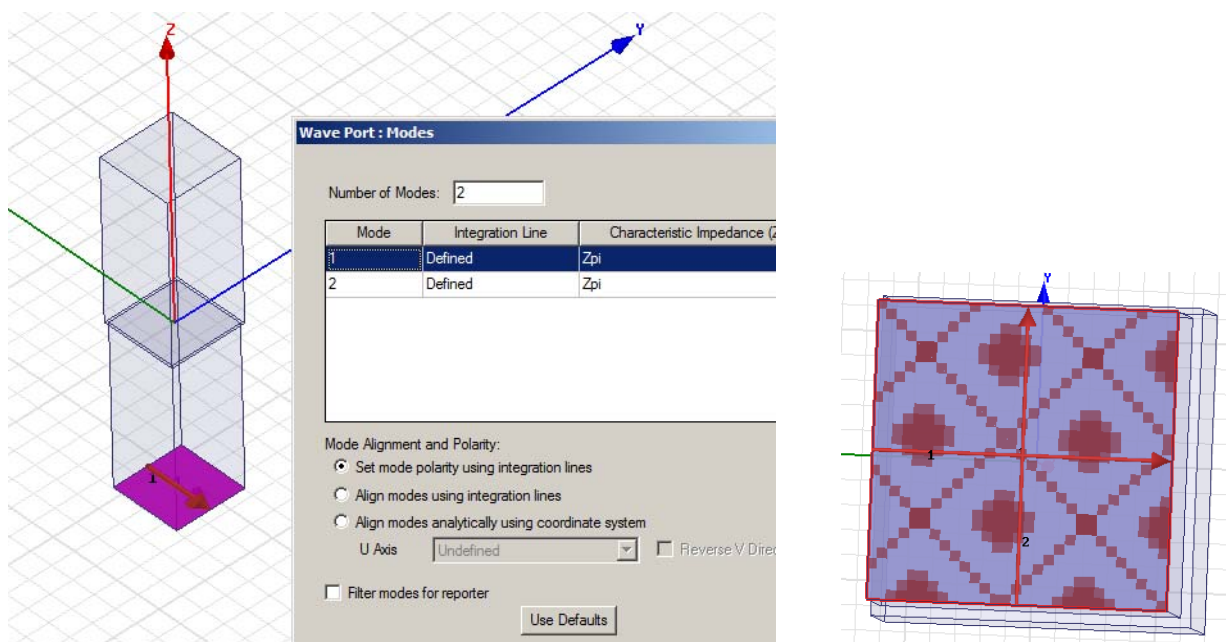 Z
Y
Wave Port : Modes
Number of Modes: 2
Mode Integration Line Characteristic Impedance (Z
1 Defined Zpi
2 Defined Zpi
Mode Alignment and Polarity:
Set mode polarity using integration lines
Align modes using integration lines
Align modes analytically using coordinate system
U Axis Undefined Reverse V Direc
Filter modes for reporter
Use Defaults
1
Y
1
2